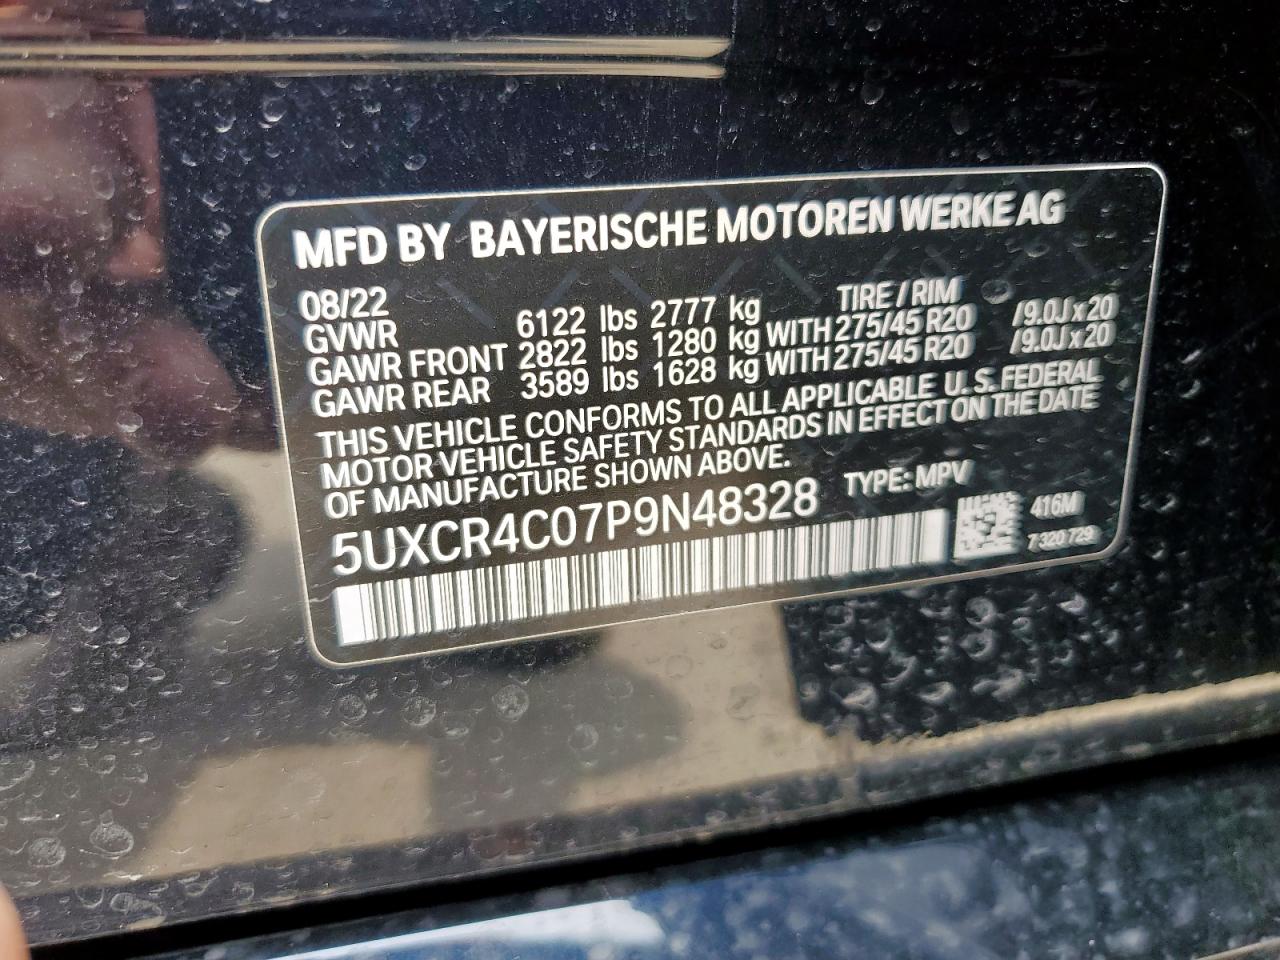 MFD BY BAYERISCHE MOTOREN WERKE AG
08/22 TIRE / RIM
GVWR 6122 lbs 2777 kg
GAWR FRONT 2822 lbs 1280 kg WITH 275/45 R20 /9.0J x 20
GAWR REAR 3589 lbs 1628 kg WITH 275/45 R20 /9.0J x 20
THIS VEHICLE CONFORMS TO ALL APPLICABLE U.S. FEDERAL
MOTOR VEHICLE SAFETY STANDARDS IN EFFECT ON THE DATE
OF MANUFACTURE SHOWN ABOVE.
5UXCR4C07P9N48328 TYPE: MPV
416M
7 320 729